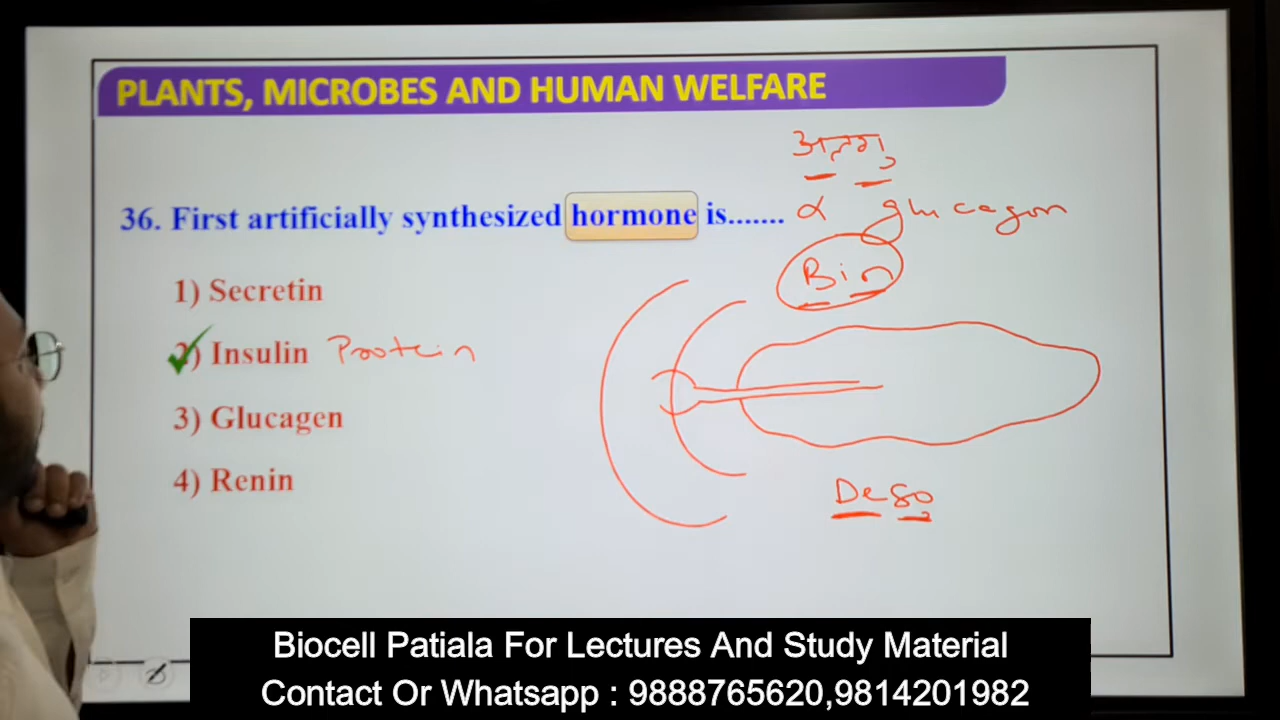 PLANTS, MICROBES AND HUMAN WELFARE
36. First artificially synthesized hormone is.......
α glucagon
Bin
1) Secretin
2) Insulin Protein
3) Glucagen
4) Renin
Deso
Biocell Patiala For Lectures And Study Material
Contact Or Whatsapp : 9888765620,9814201982